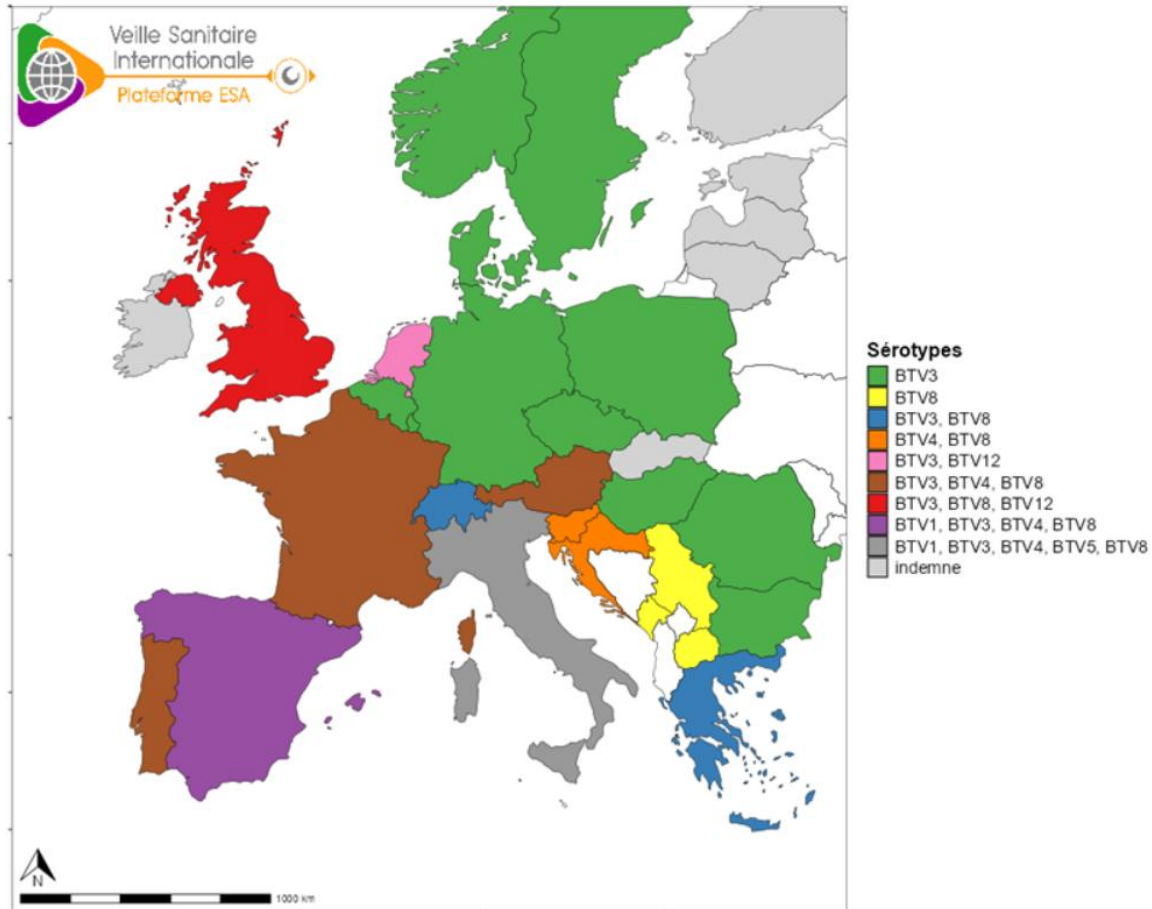 Veille Sanitaire
Internationale
Plateforme ESA
Sérotypes
BTV3
BTV8
BTV3, BTV8
BTV4, BTV8
BTV3, BTV12
BTV3, BTV4, BTV8
BTV3, BTV8, BTV12
BTV1, BTV3, BTV4, BTV8
BTV1, BTV3, BTV4, BTV5, BTV8
indemne
N
1000 km